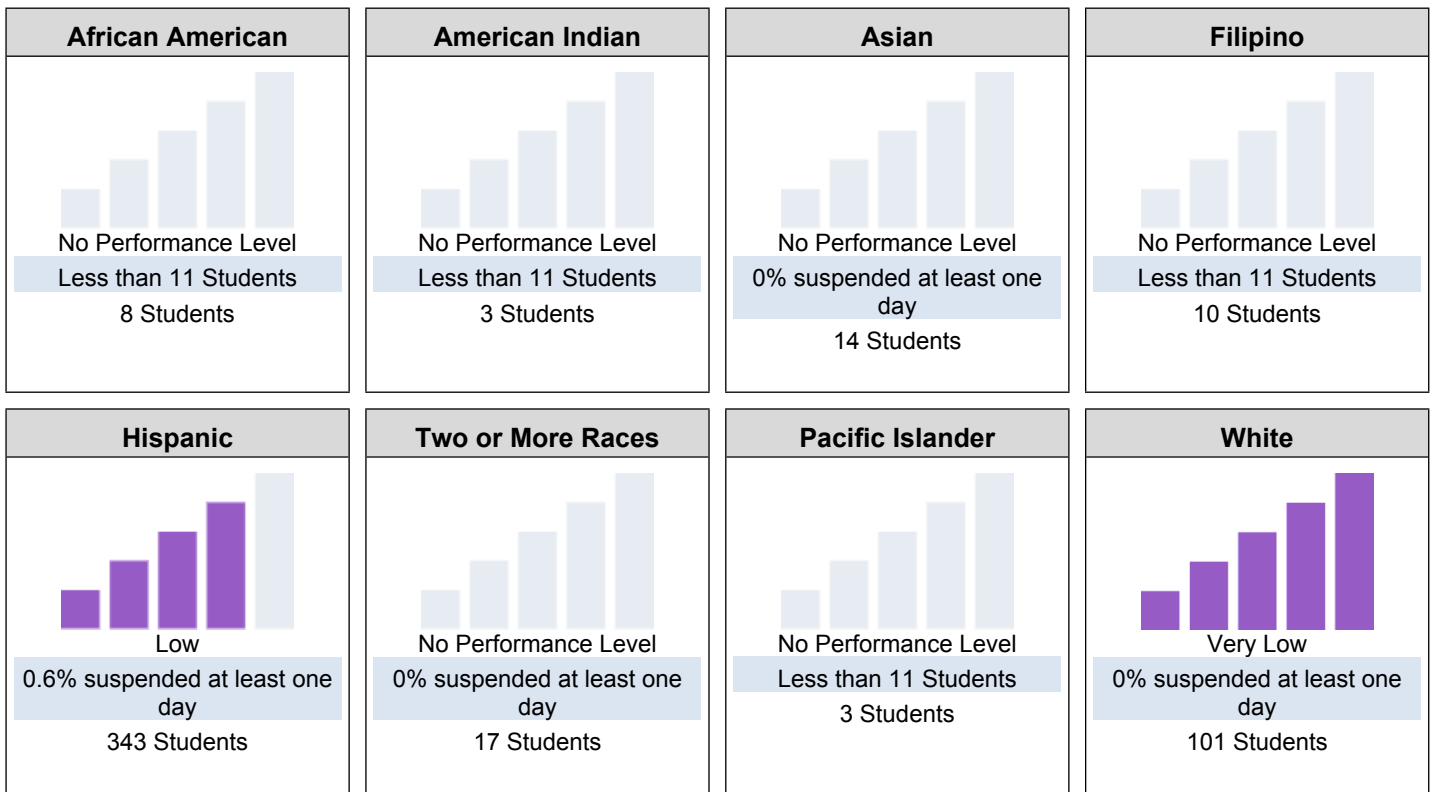 African American
No Performance Level
Less than 11 Students
8 Students
American Indian
No Performance Level
Less than 11 Students
3 Students
Asian
No Performance Level
0% suspended at least one
day
14 Students
Filipino
No Performance Level
Less than 11 Students
10 Students
Hispanic
Low
0.6% suspended at least one
day
343 Students
Two or More Races
No Performance Level
0% suspended at least one
day
17 Students
Pacific Islander
No Performance Level
Less than 11 Students
3 Students
White
Very Low
0% suspended at least one
day
101 Students